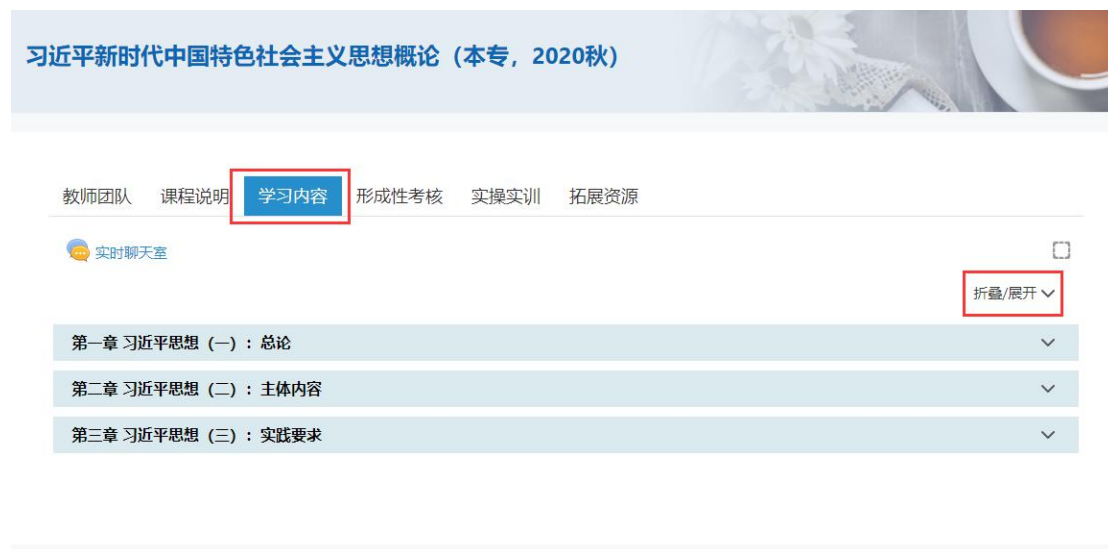 习近平新时代中国特色社会主义思想概论（本专，2020秋）
教师团队 课程说明 学习内容 形成性考核 实操实训 拓展资源
实时聊天室
折叠/展开
第一章 习近平思想（一）：总论
第二章 习近平思想（二）：主体内容
第三章 习近平思想（三）：实践要求